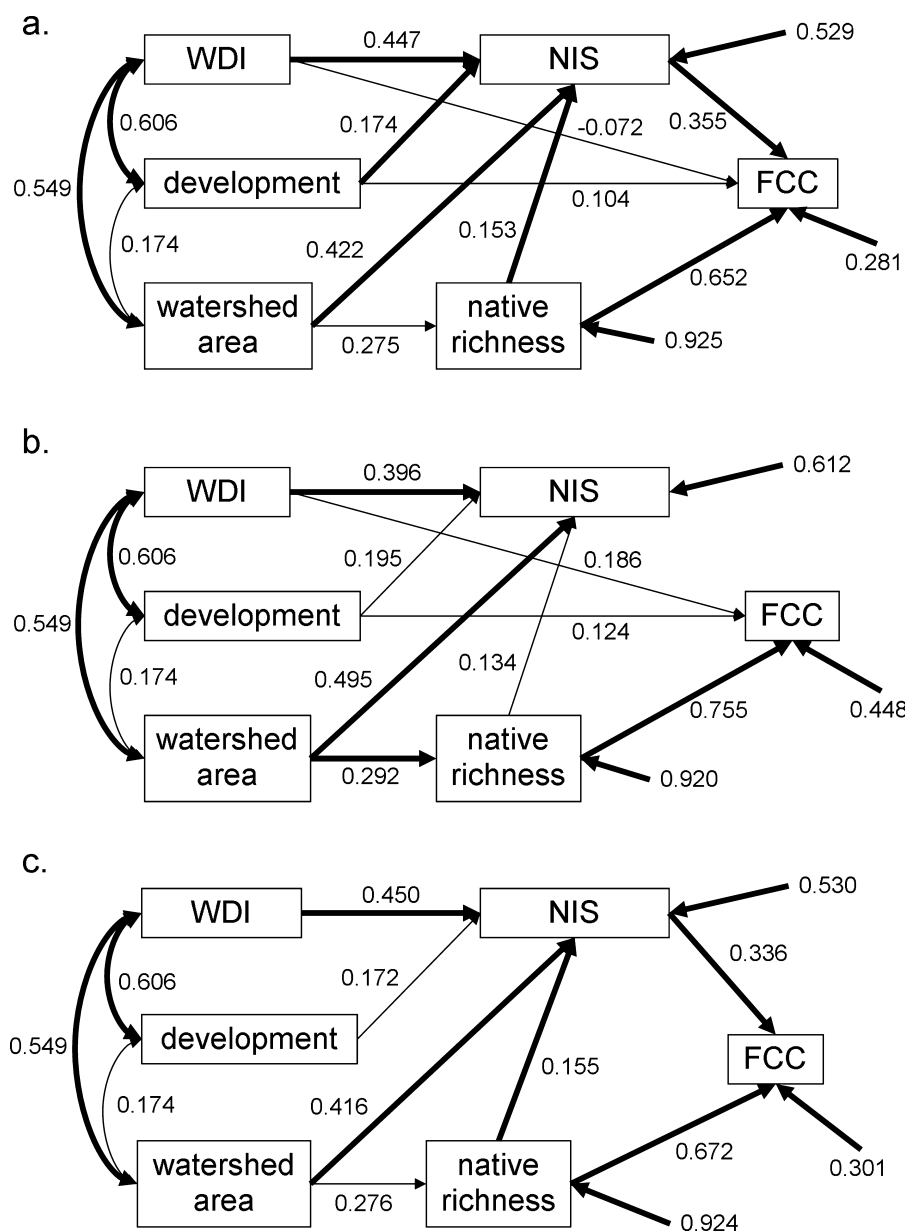 a.
0.447
0.529
WDI
NIS
0.606
0.174
-0.072
0.355
0.549
development
0.104
FCC
0.174
0.422
0.153
0.652
0.281
watershed
area
0.275
native
richness
0.925
b.
0.396
0.612
WDI
NIS
0.606
0.195
0.186
0.549
development
0.124
FCC
0.174
0.495
0.134
0.755
0.448
watershed
area
0.292
native
richness
0.920
c.
0.450
0.530
WDI
NIS
0.606
0.172
0.336
0.549
development
FCC
0.174
0.416
0.155
0.672
0.301
watershed
area
0.276
native
richness
0.924